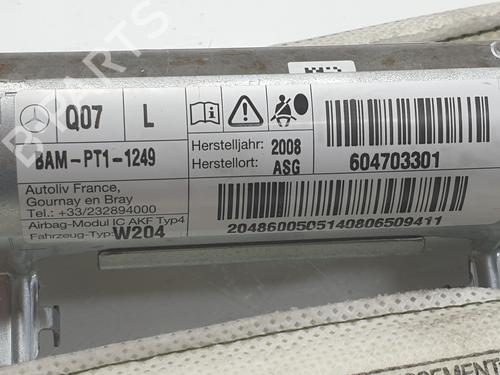 Q07 L
BAM-PT1-1249
Autoliv France,
Gournay en Bray
Tel.: +33/232894000
Airbag-Modul IC AKF Typ4
Fahrzeug-Typ: W204
Herstelljahr: 2008
Herstellort: ASG
604703301
2048600505140806509411
B-PARTS